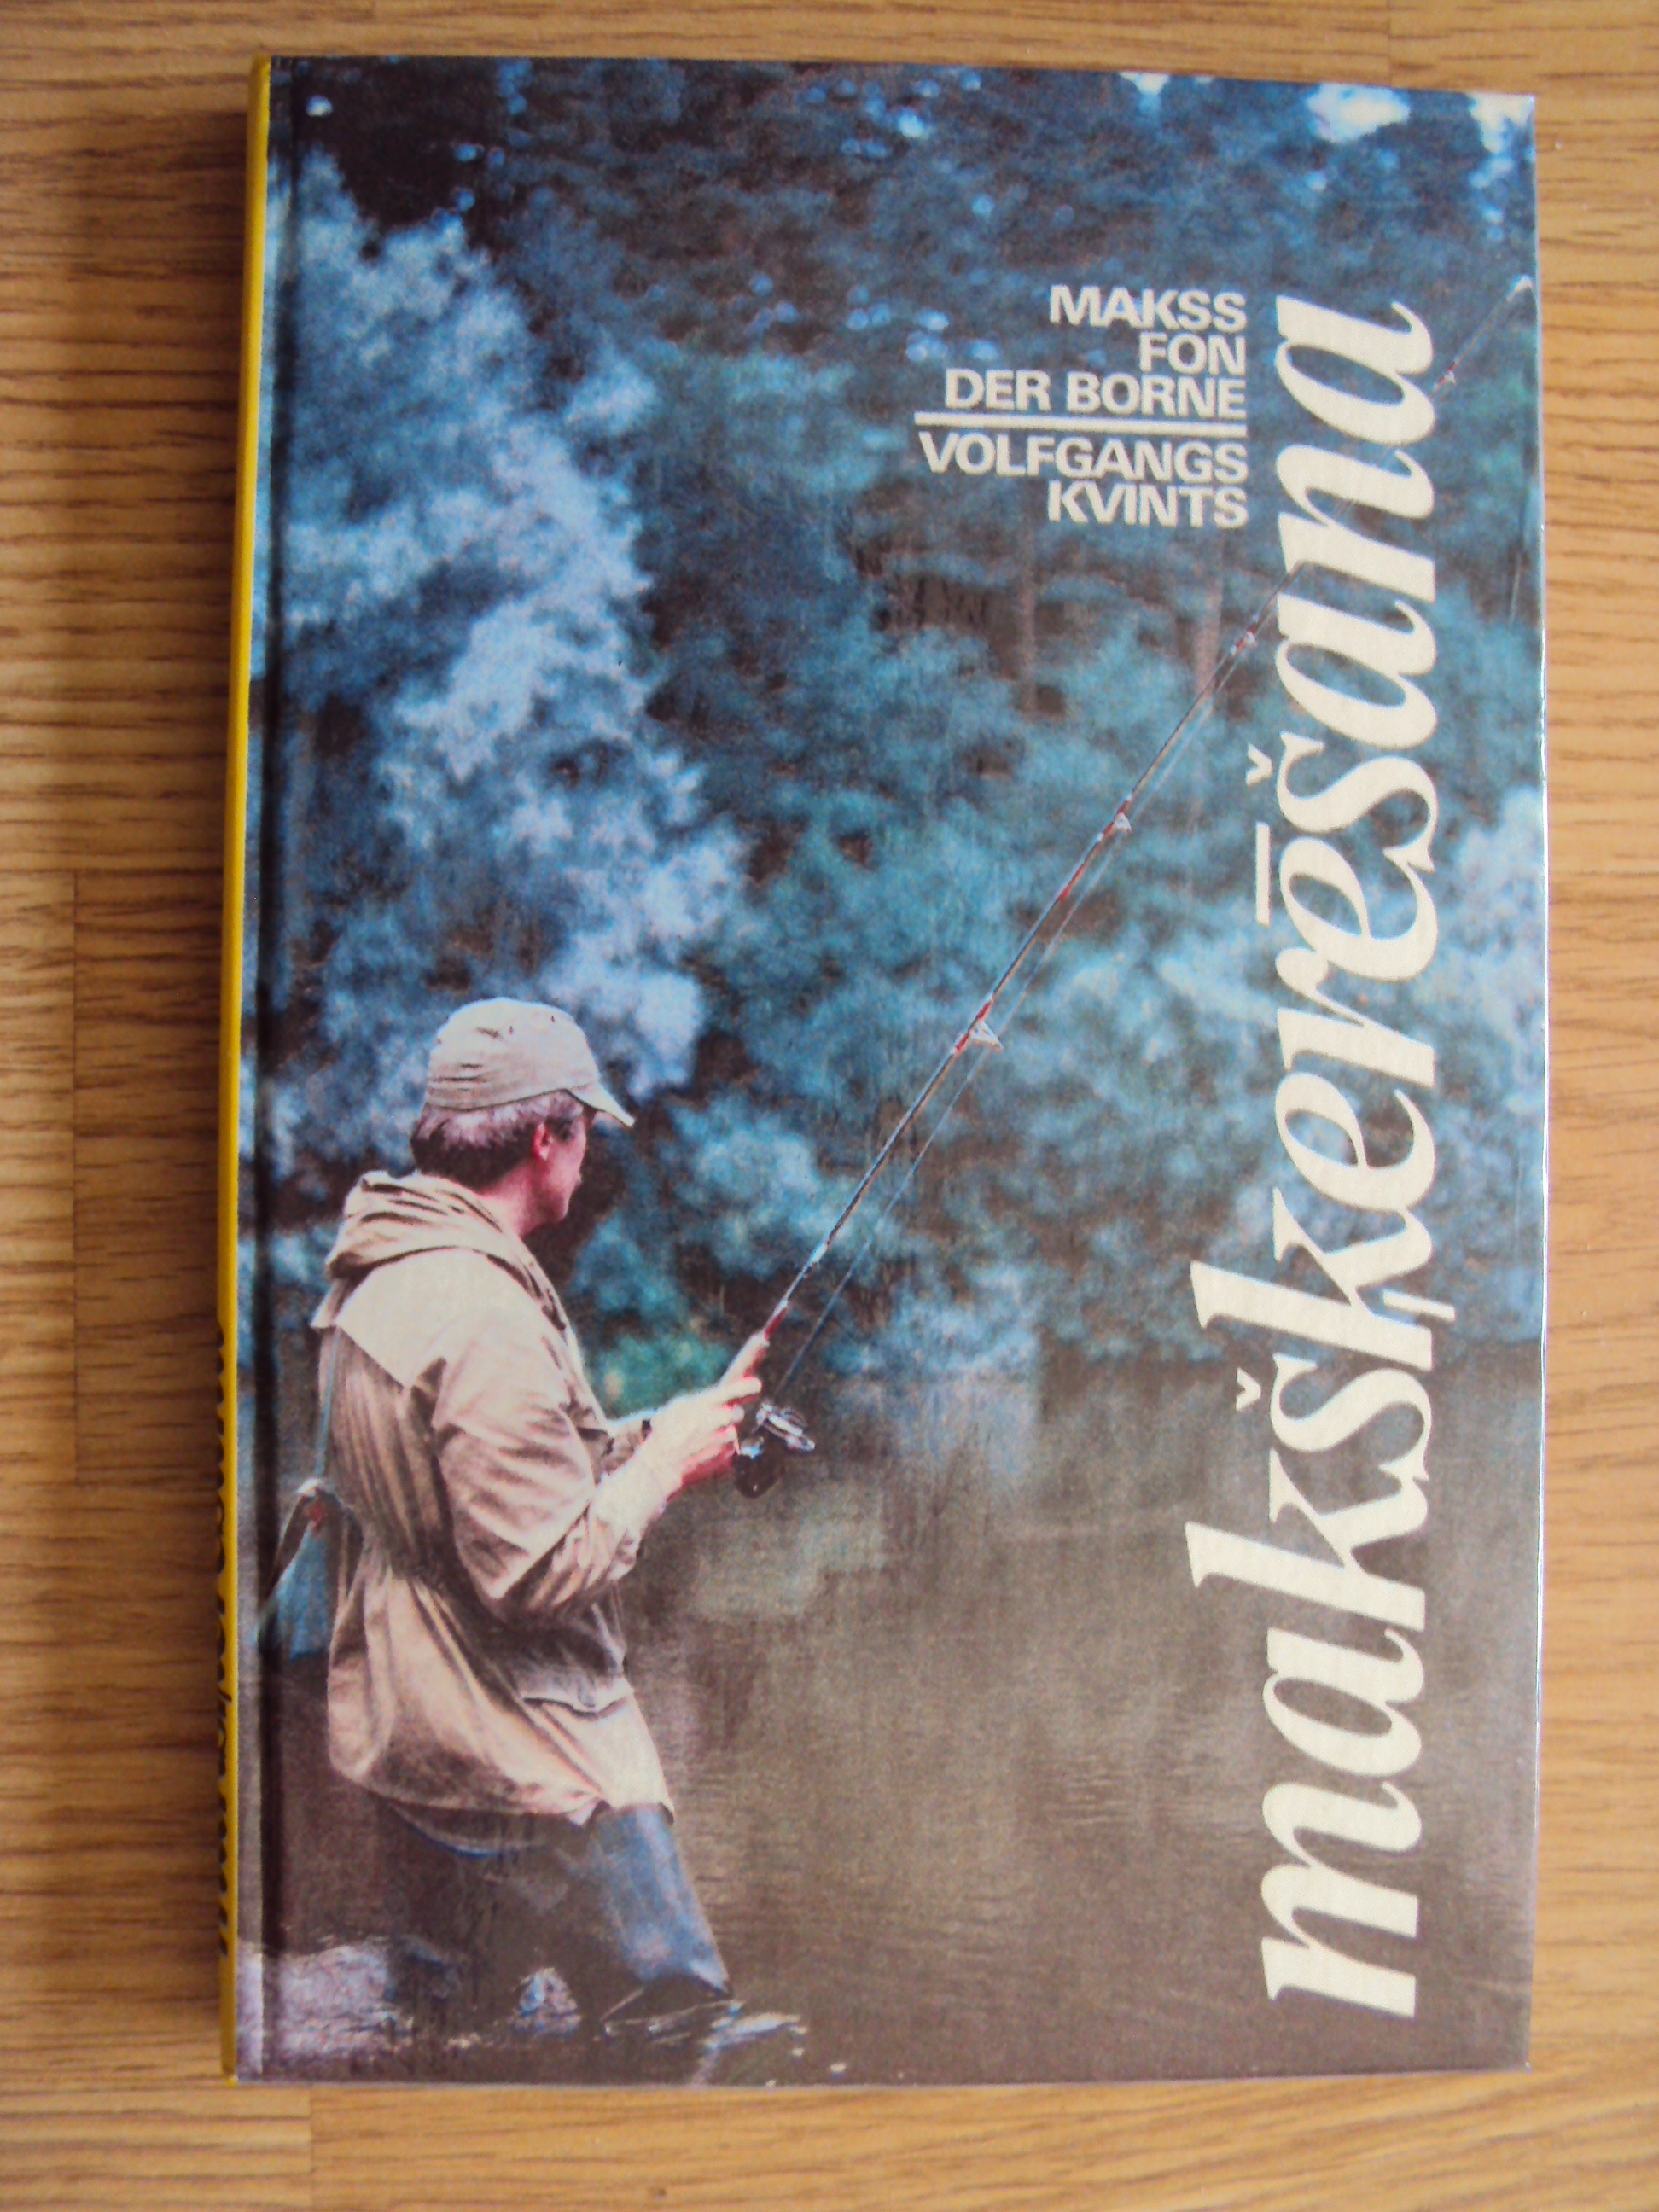 MAKSS
FON
DER BORNE
VOLFGANGS
KVINTS
makšķerēšana